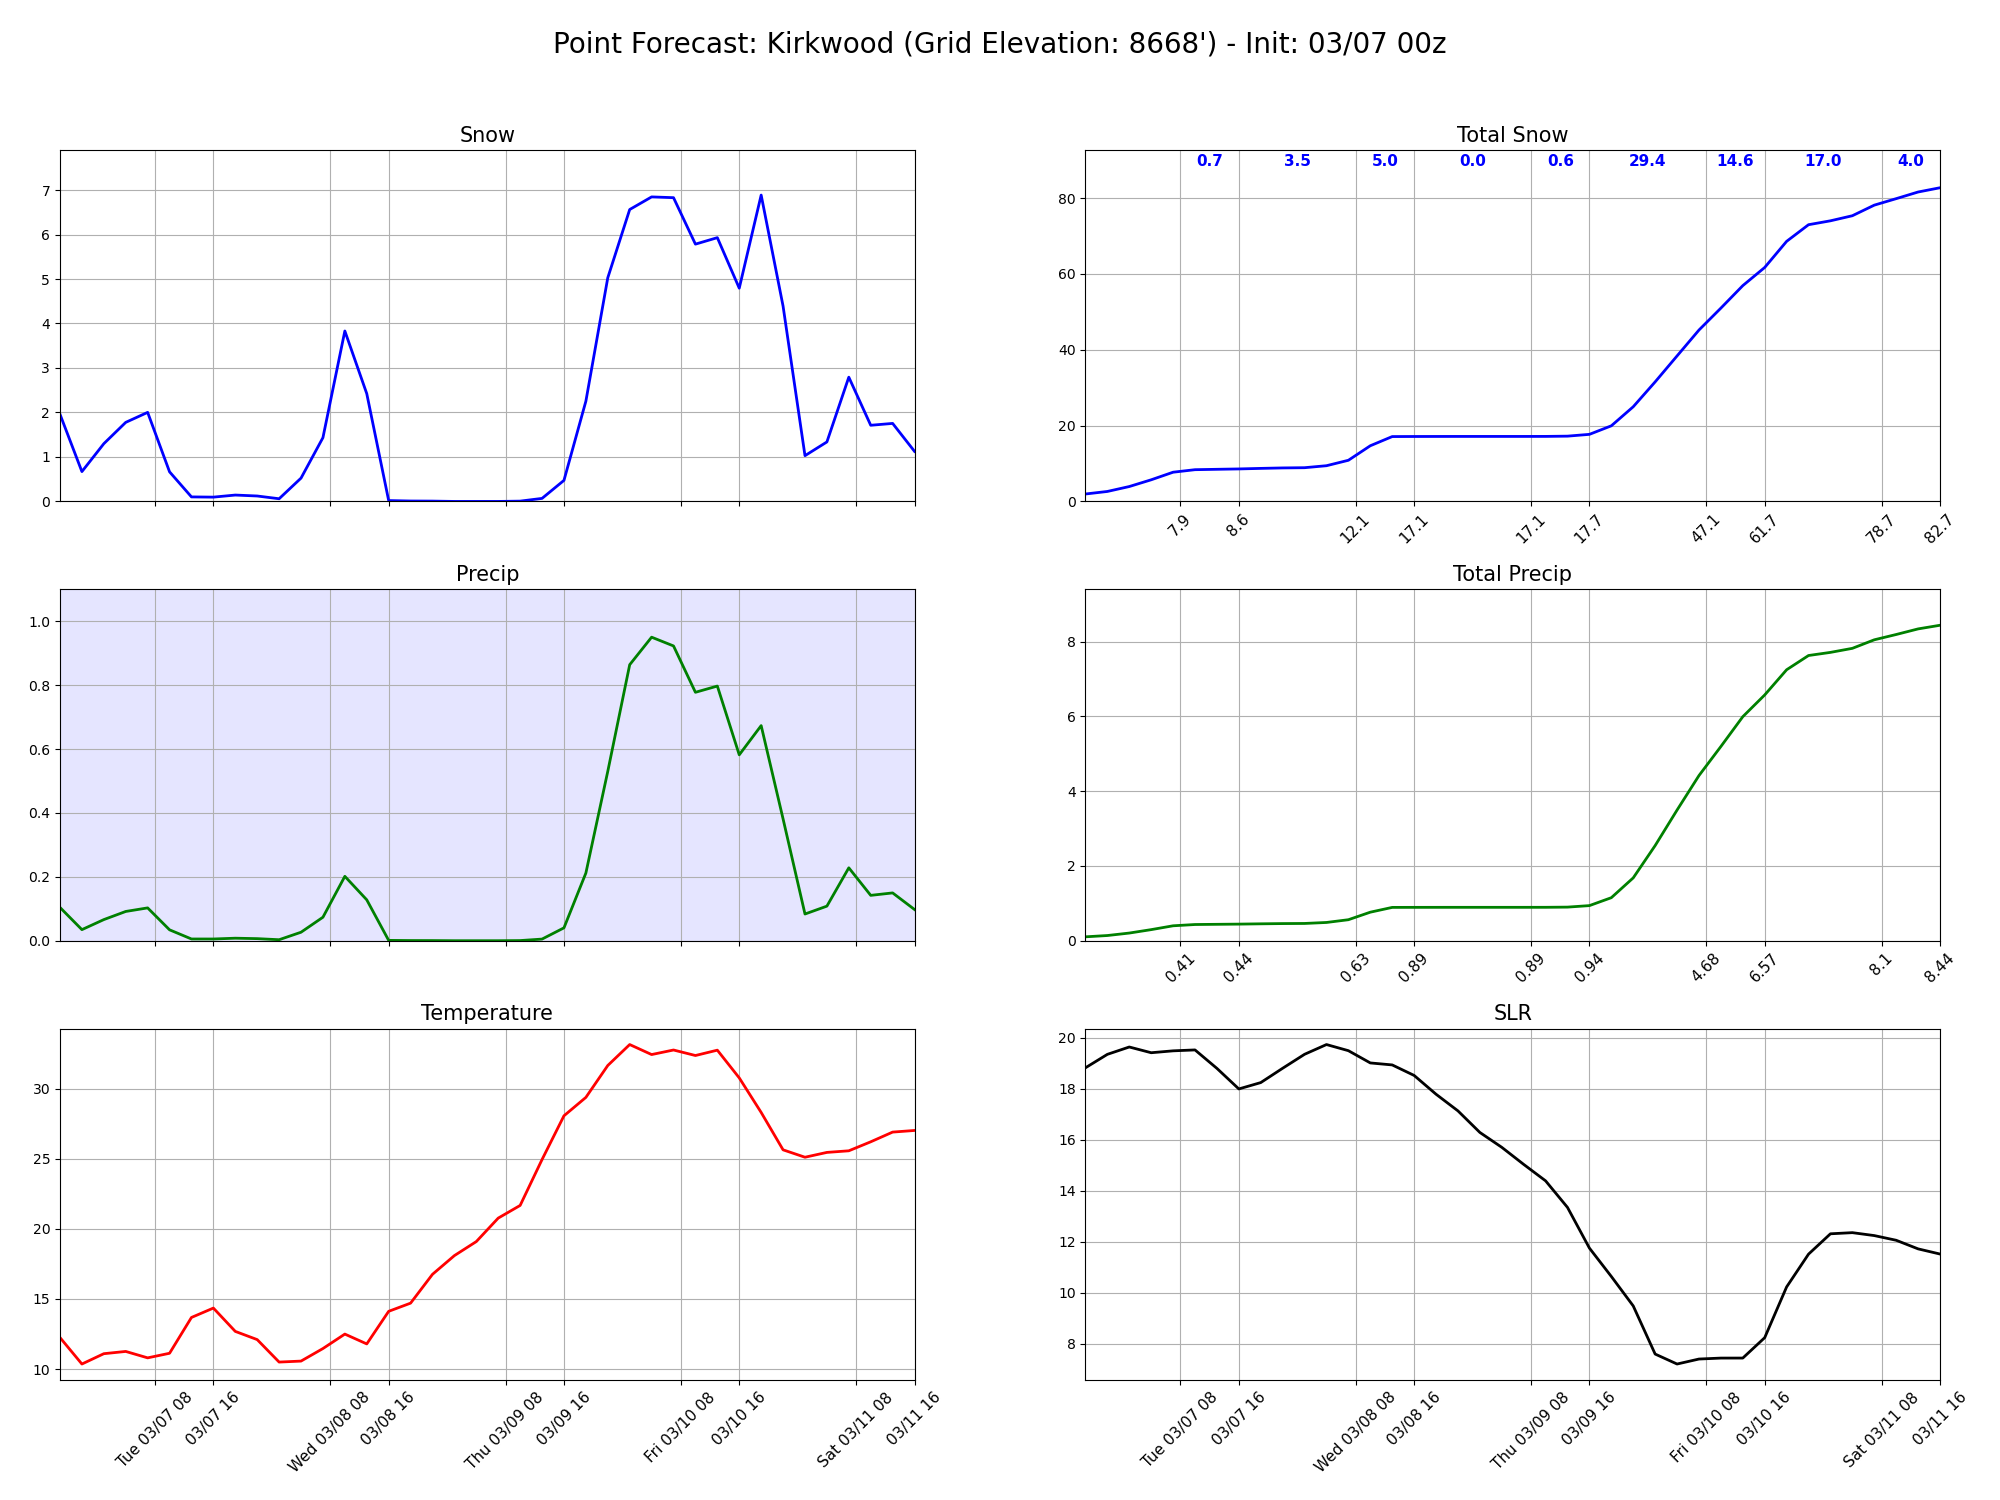 Point Forecast: Kirkwood (Grid Elevation: 8668') - Init: 03/07 00z
Snow
7
6
5
4
3
2
1
0
Total Snow
0.7 3.5 5.0 0.0 0.6 29.4 14.6 17.0 4.0
80
60
40
20
0
7.9 8.6 12.1 17.1 17.1 17.7 47.1 61.7 78.7 82.7
Precip
1.0
0.8
0.6
0.4
0.2
0.0
Total Precip
8
6
4
2
0
0.41 0.44 0.63 0.89 0.89 0.94 4.68 6.57 8.1 8.44
Temperature
30
25
20
15
10
Tue 03/07 08
03/07 16
Wed 03/08 08
03/08 16
Thu 03/09 08
03/09 16
Fri 03/10 08
03/10 16
Sat 03/11 08
03/11 16
SLR
20
18
16
14
12
10
8
Tue 03/07 08
03/07 16
Wed 03/08 08
03/08 16
Thu 03/09 08
03/09 16
Fri 03/10 08
03/10 16
Sat 03/11 08
03/11 16